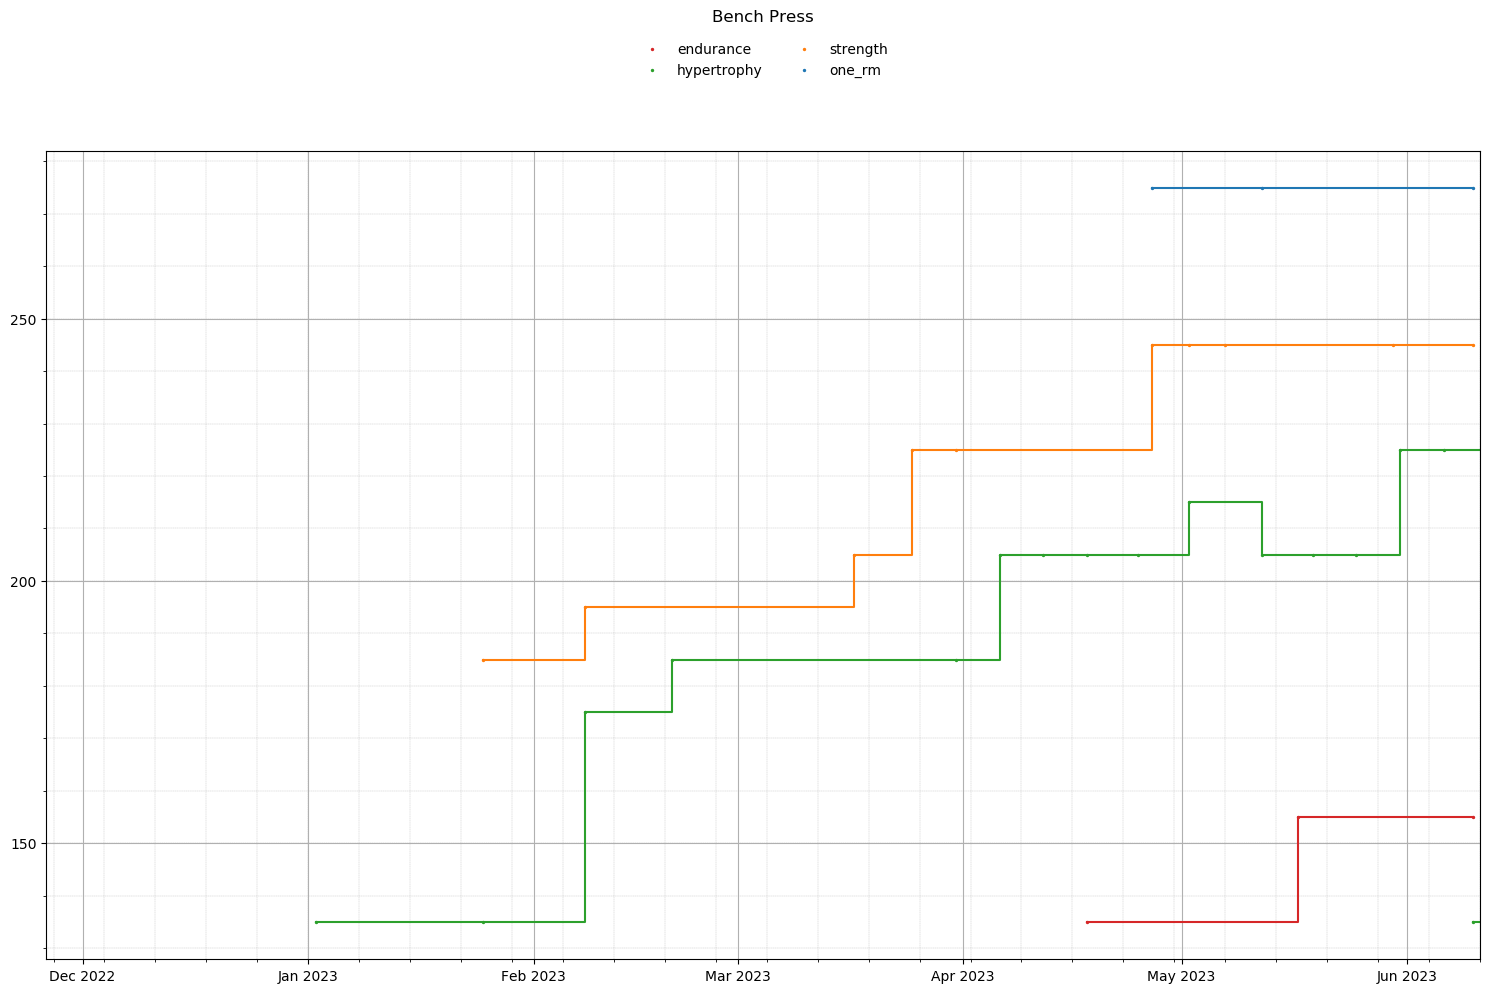 Bench Press
endurance
strength
hypertrophy
one_rm
250
200
150
Dec 2022
Jan 2023
Feb 2023
Mar 2023
Apr 2023
May 2023
Jun 2023